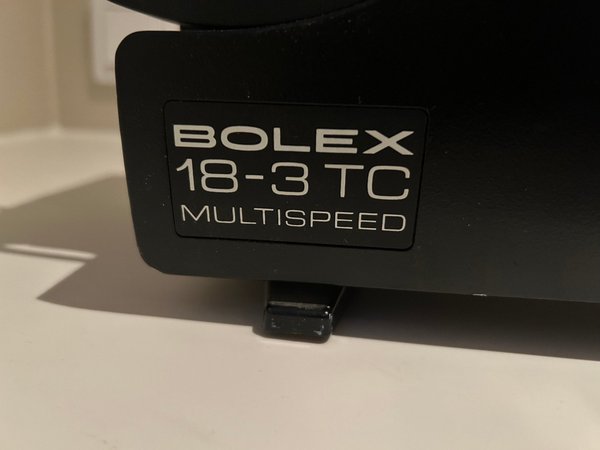 BOLEX
18-3 TC
MULTISPEED